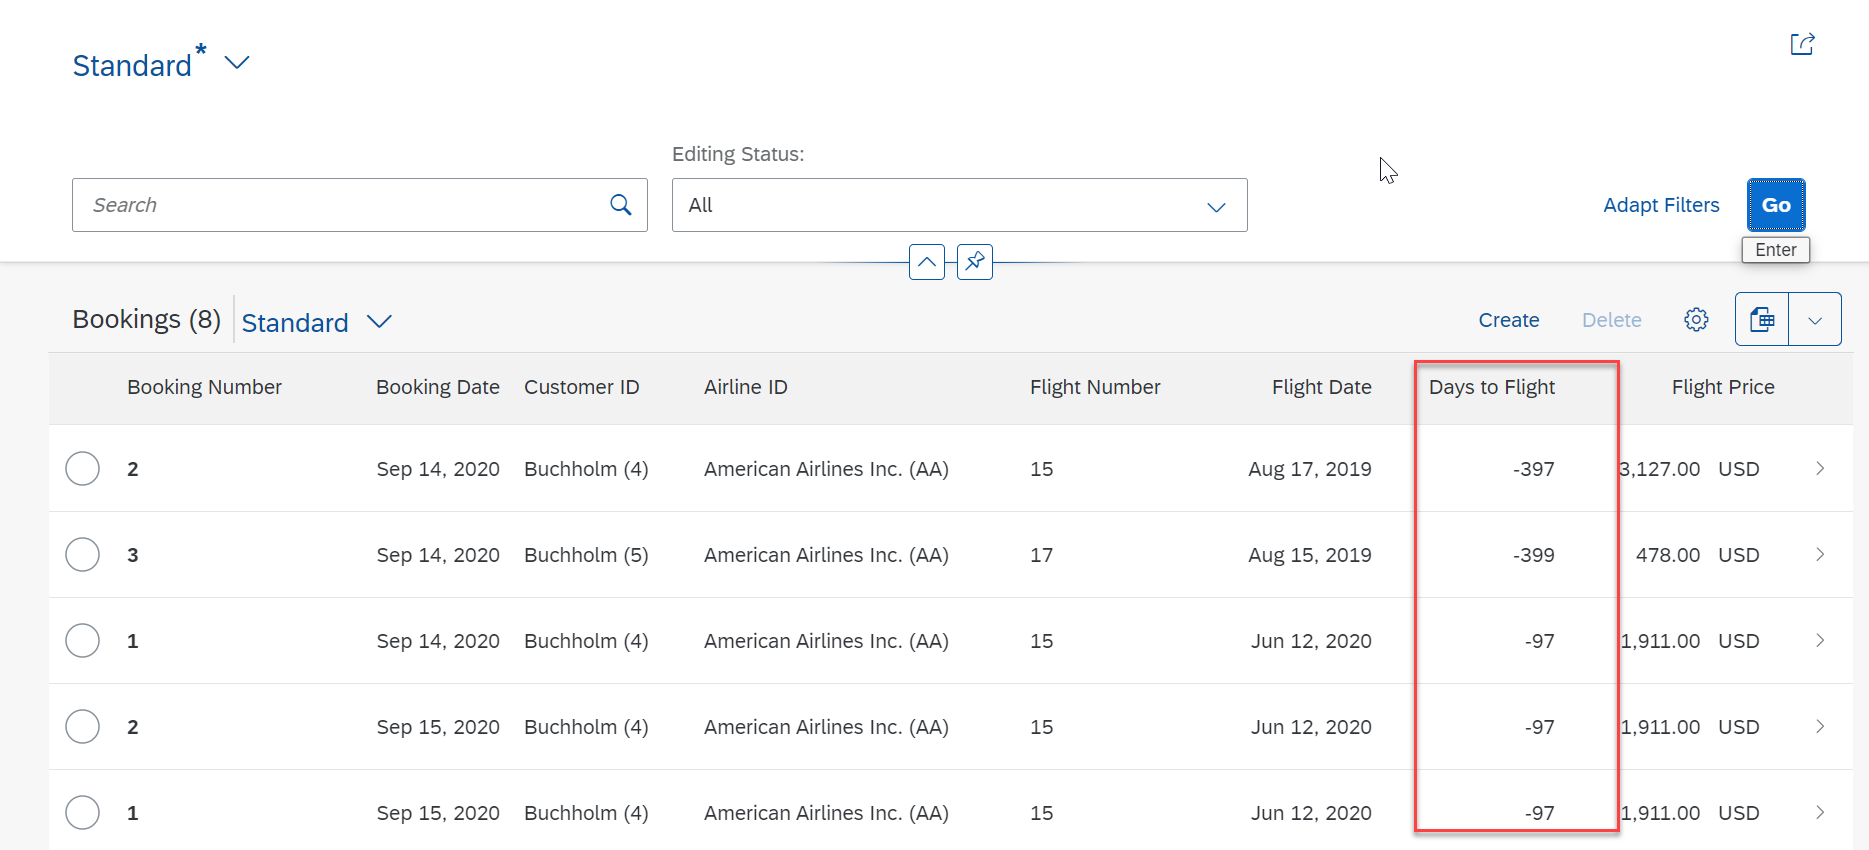 Standard*
Editing Status:
Search All Adapt Filters Go
Enter
Bookings (8) Standard Create Delete
Booking Number Booking Date Customer ID Airline ID Flight Number Flight Date Days to Flight Flight Price
2 Sep 14, 2020 Buchholm (4) American Airlines Inc. (AA) 15 Aug 17, 2019 -397 3,127.00 USD
3 Sep 14, 2020 Buchholm (5) American Airlines Inc. (AA) 17 Aug 15, 2019 -399 478.00 USD
1 Sep 14, 2020 Buchholm (4) American Airlines Inc. (AA) 15 Jun 12, 2020 -97 1,911.00 USD
2 Sep 15, 2020 Buchholm (4) American Airlines Inc. (AA) 15 Jun 12, 2020 -97 1,911.00 USD
1 Sep 15, 2020 Buchholm (4) American Airlines Inc. (AA) 15 Jun 12, 2020 -97 1,911.00 USD